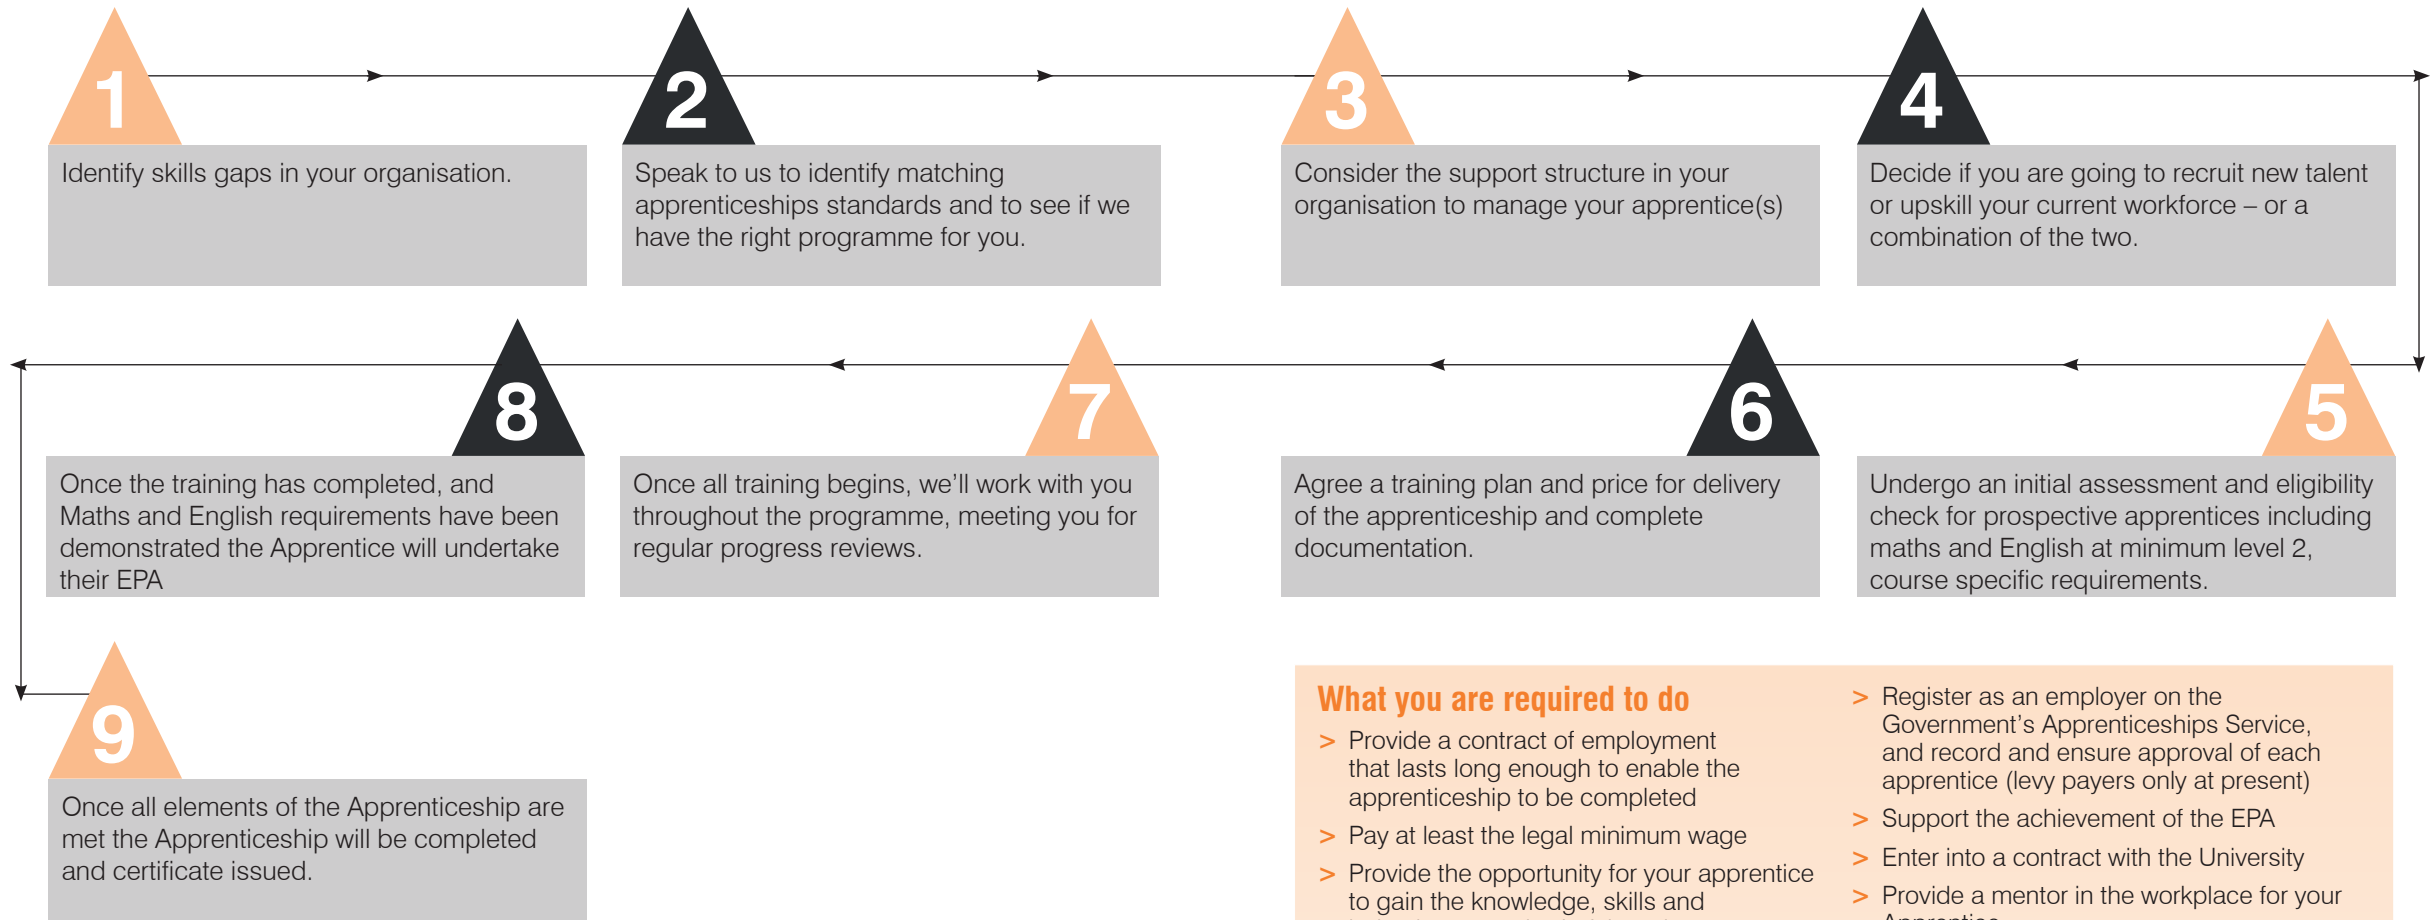 1
Identify skills gaps in your organisation.
2
Speak to us to identify matching
apprenticeships standards and to see if we
have the right programme for you.
3
Consider the support structure in your
organisation to manage your apprentice(s)
4
Decide if you are going to recruit new talent
or upskill your current workforce – or a
combination of the two.
5
Undergo an initial assessment and eligibility
check for prospective apprentices including
maths and English at minimum level 2,
course specific requirements.
6
Agree a training plan and price for delivery
of the apprenticeship and complete
documentation.
7
Once all training begins, we’ll work with you
throughout the programme, meeting you for
regular progress reviews.
8
Once the training has completed, and
Maths and English requirements have been
demonstrated the Apprentice will undertake
their EPA
9
Once all elements of the Apprenticeship are
met the Apprenticeship will be completed
and certificate issued.
What you are required to do
> Provide a contract of employment
that lasts long enough to enable the
apprenticeship to be completed
> Pay at least the legal minimum wage
> Provide the opportunity for your apprentice
to gain the knowledge, skills and
> Register as an employer on the
Government’s Apprenticeships Service,
and record and ensure approval of each
apprentice (levy payers only at present)
> Support the achievement of the EPA
> Enter into a contract with the University
> Provide a mentor in the workplace for your